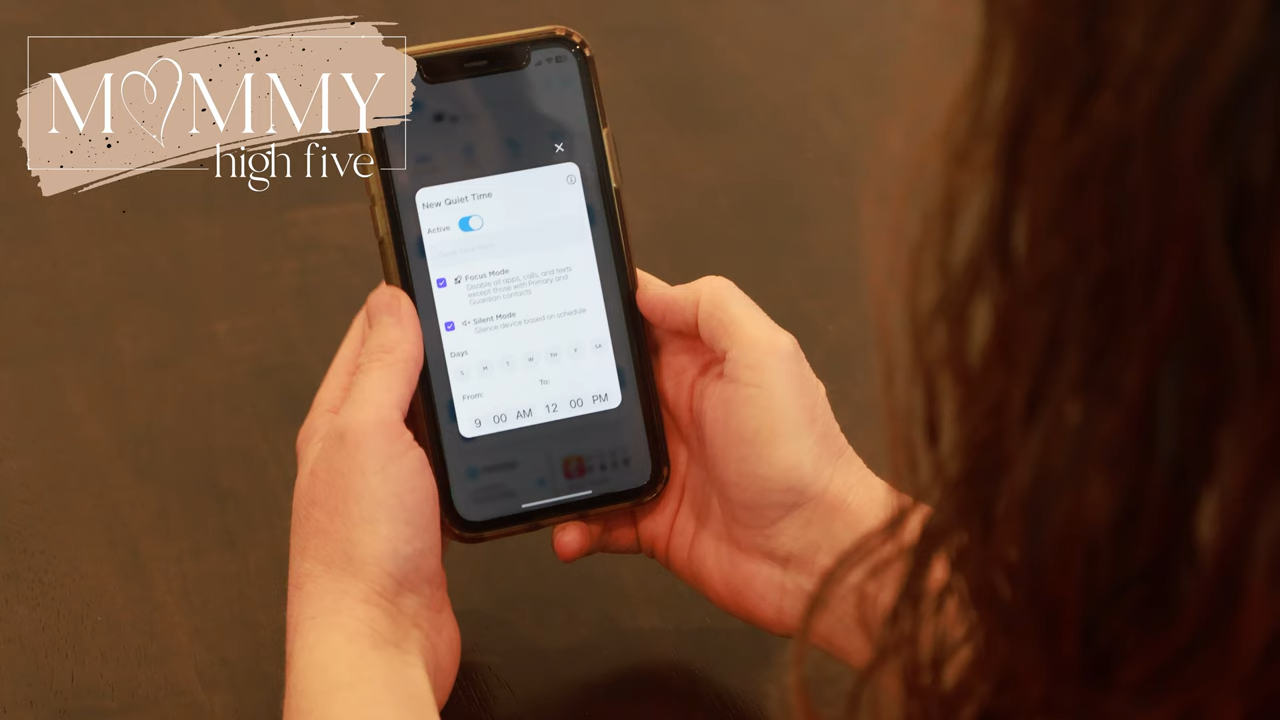 MOMMY
high five
New Quiet Time
Active
Focus Mode
Disable all apps, calls, and texts
except those with Primary and
Guardian contacts
Silent Mode
Silence device based on schedule
Days
S M T W TH F SA
From: To:
9 00 AM 12 00 PM